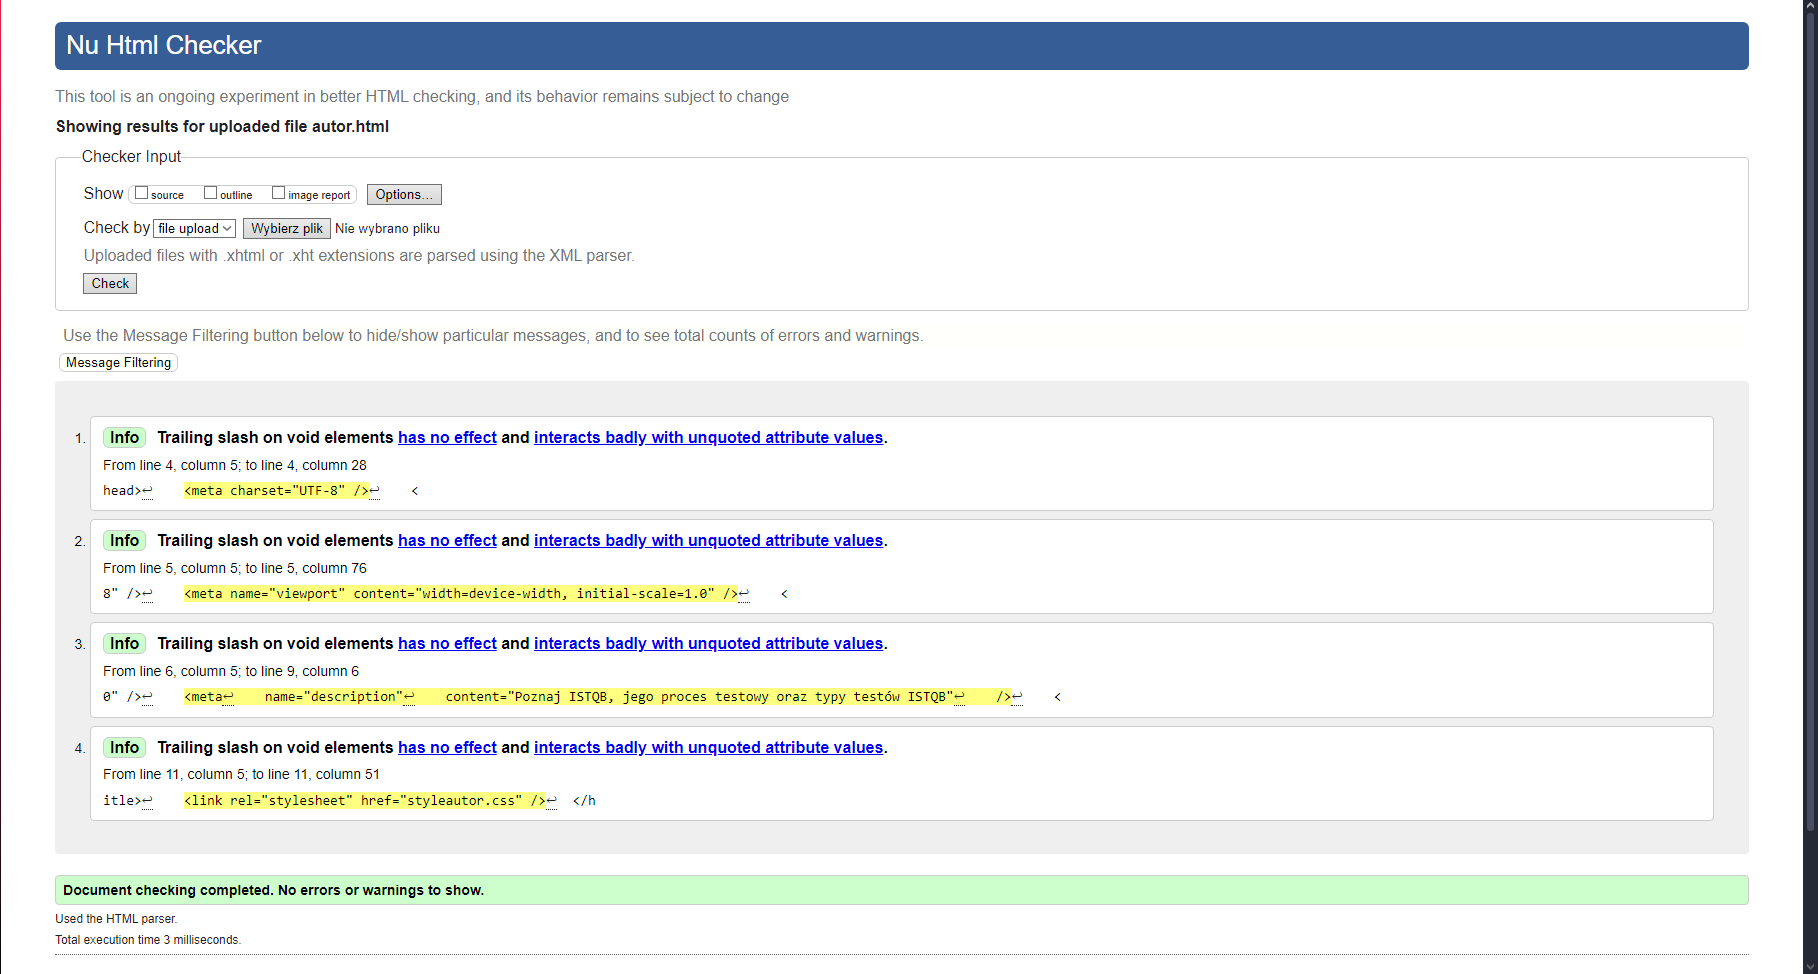 Nu Html Checker
This tool is an ongoing experiment in better HTML checking, and its behavior remains subject to change
Showing results for uploaded file autor.html
Checker Input
Show source outline image report Options...
Check by file upload Wybierz plik Nie wybrano pliku
Uploaded files with .xhtml or .xht extensions are parsed using the XML parser.
Check
Use the Message Filtering button below to hide/show particular messages, and to see total counts of errors and warnings.
Message Filtering
1. Info Trailing slash on void elements has no effect and interacts badly with unquoted attribute values.
From line 4, column 5; to line 4, column 28
head>↩ <meta charset="UTF-8" />↩ <
2. Info Trailing slash on void elements has no effect and interacts badly with unquoted attribute values.
From line 5, column 5; to line 5, column 76
8" />↩ <meta name="viewport" content="width=device-width, initial-scale=1.0" />↩ <
3. Info Trailing slash on void elements has no effect and interacts badly with unquoted attribute values.
From line 6, column 5; to line 9, column 6
0" />↩ <meta↩ name="description"↩ content="Poznaj ISTQB, jego proces testowy oraz typy testów ISTQB"↩ />↩ <
4. Info Trailing slash on void elements has no effect and interacts badly with unquoted attribute values.
From line 11, column 5; to line 11, column 51
itle>↩ <link rel="stylesheet" href="styleautor.css" />↩ </h
Document checking completed. No errors or warnings to show.
Used the HTML parser.
Total execution time 3 milliseconds.